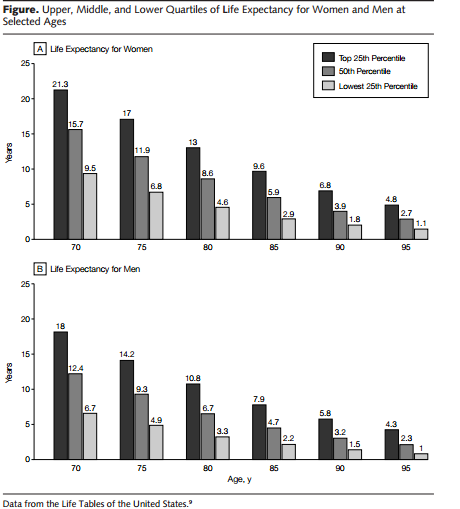 Figure. Upper, Middle, and Lower Quartiles of Life Expectancy for Women and Men at
Selected Ages
A Life Expectancy for Women
25
20
15
10
5
0
Years
Top 25th Percentile
50th Percentile
Lowest 25th Percentile
21.3 15.7 9.5
17 11.9 6.8
13 8.6 4.6
9.6 5.9 2.9
6.8 3.9 1.8
4.8 2.7 1.1
70 75 80 85 90 95
B Life Expectancy for Men
25
20
15
10
5
0
Years
18 12.4 6.7
14.2 9.3 4.9
10.8 6.7 3.3
7.9 4.7 2.2
5.8 3.2 1.5
4.3 2.3 1
70 75 80 85 90 95
Age, y
Data from the Life Tables of the United States.⁹